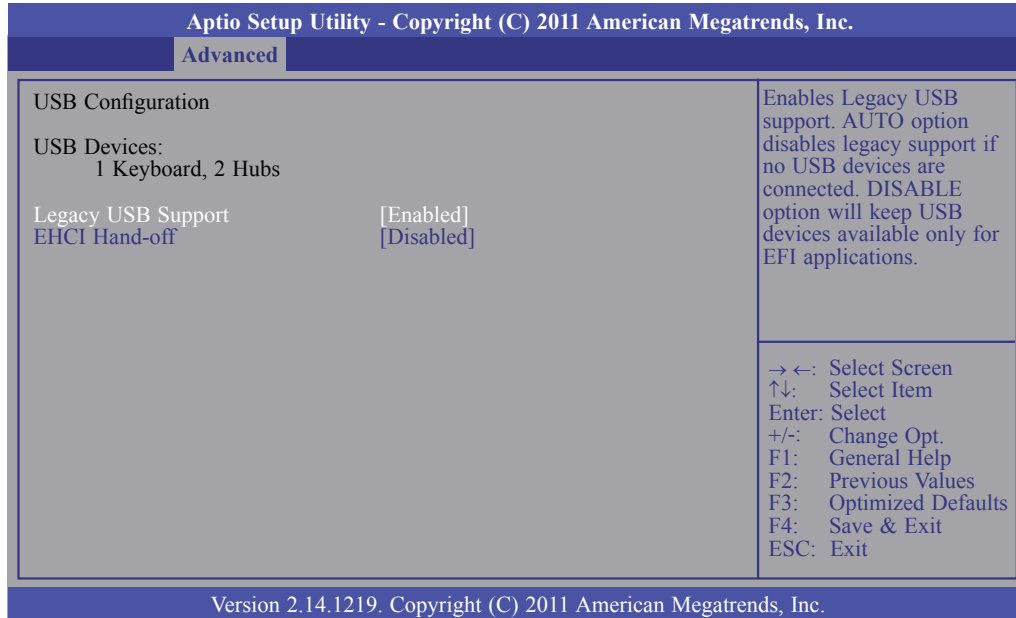 Aptio Setup Utility - Copyright (C) 2011 American Megatrends, Inc.
Advanced
USB Configuration
USB Devices:
1 Keyboard, 2 Hubs
Legacy USB Support [Enabled]
EHCI Hand-off [Disabled]
Enables Legacy USB
support. AUTO option
disables legacy support if
no USB devices are
connected. DISABLE
option will keep USB
devices available only for
EFI applications.
→ ←: Select Screen
↑↓: Select Item
Enter: Select
+/-: Change Opt.
F1: General Help
F2: Previous Values
F3: Optimized Defaults
F4: Save & Exit
ESC: Exit
Version 2.14.1219. Copyright (C) 2011 American Megatrends, Inc.